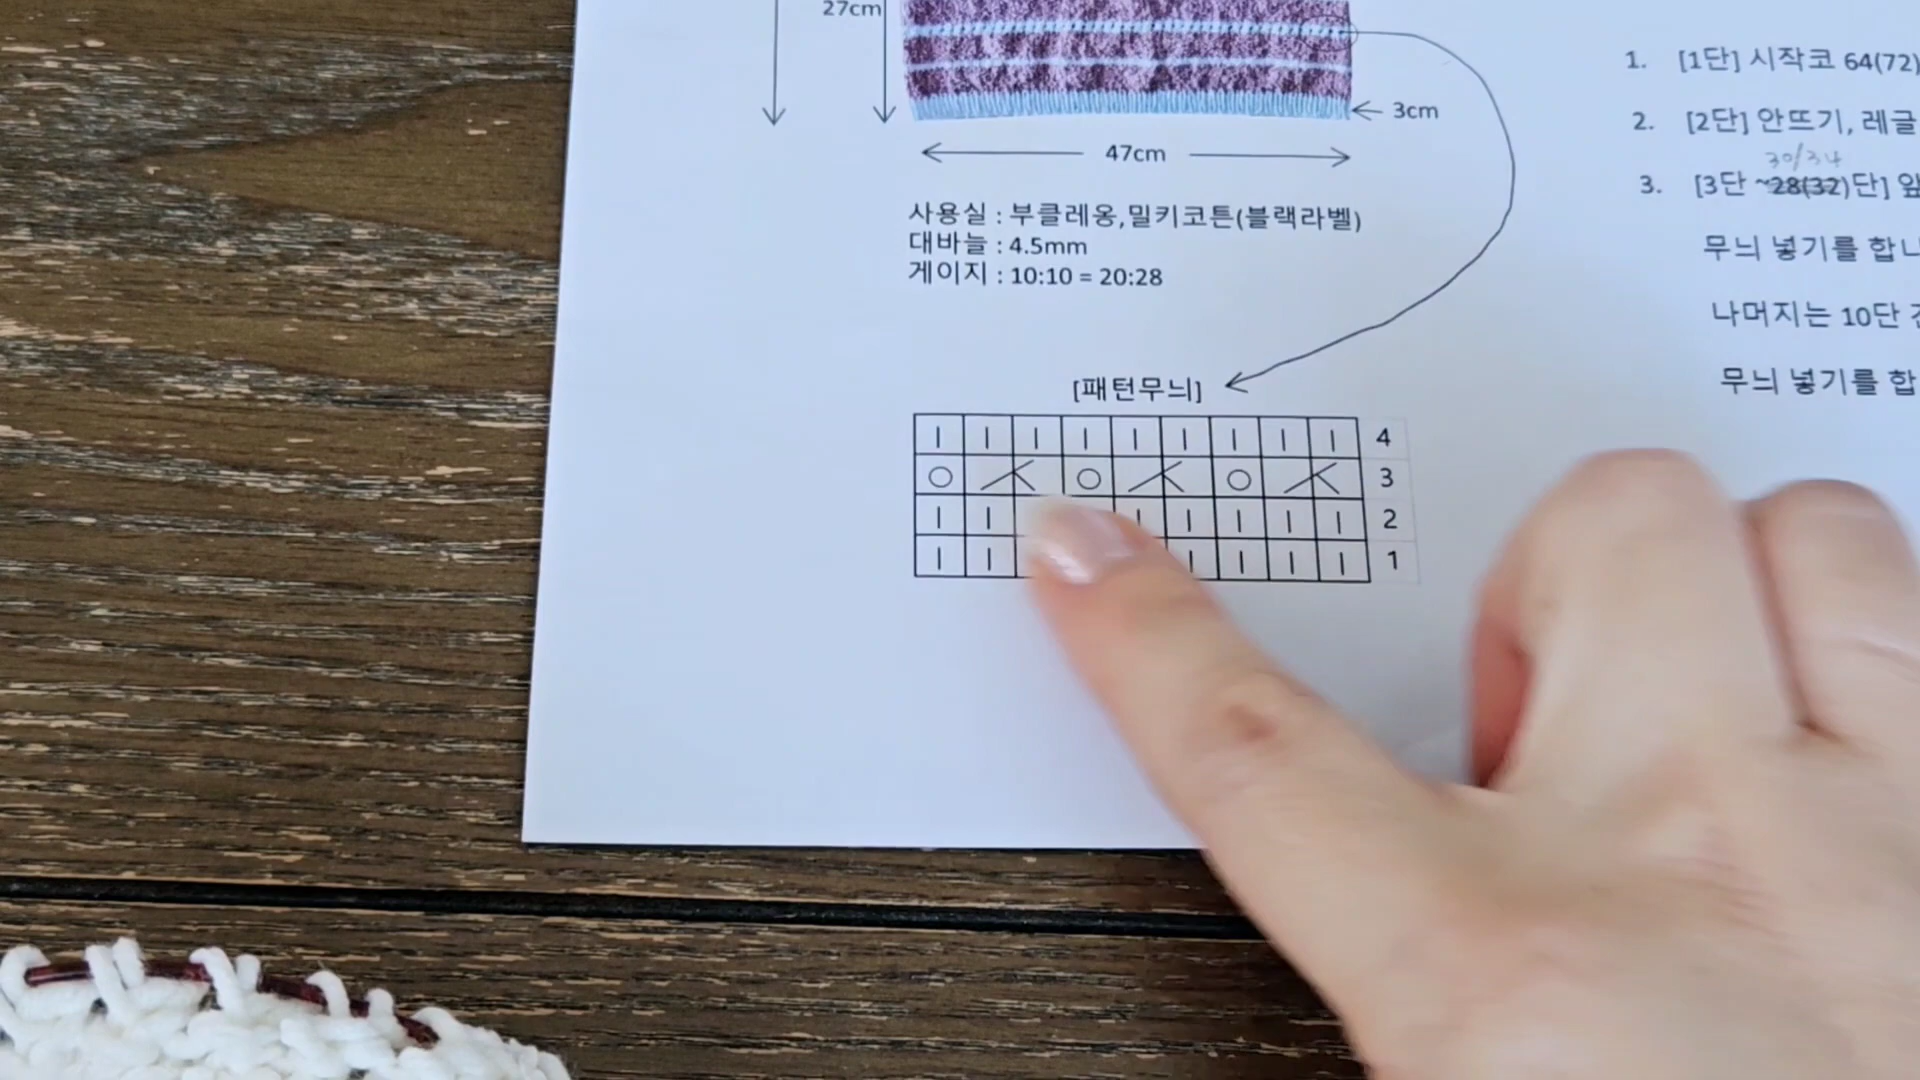 27cm
3cm
47cm
사용실 : 부클레옹,밀키코튼(블랙라벨)
대바늘 : 4.5mm
게이지 : 10:10 = 20:28
[패턴무늬]
4
3
2
1
1. [1단] 시작코 64(72)
2. [2단] 안뜨기, 레글
30/34
3. [3단 ~28(32)단] 앞
무늬 넣기를 합니
나머지는 10단
무늬 넣기를 합